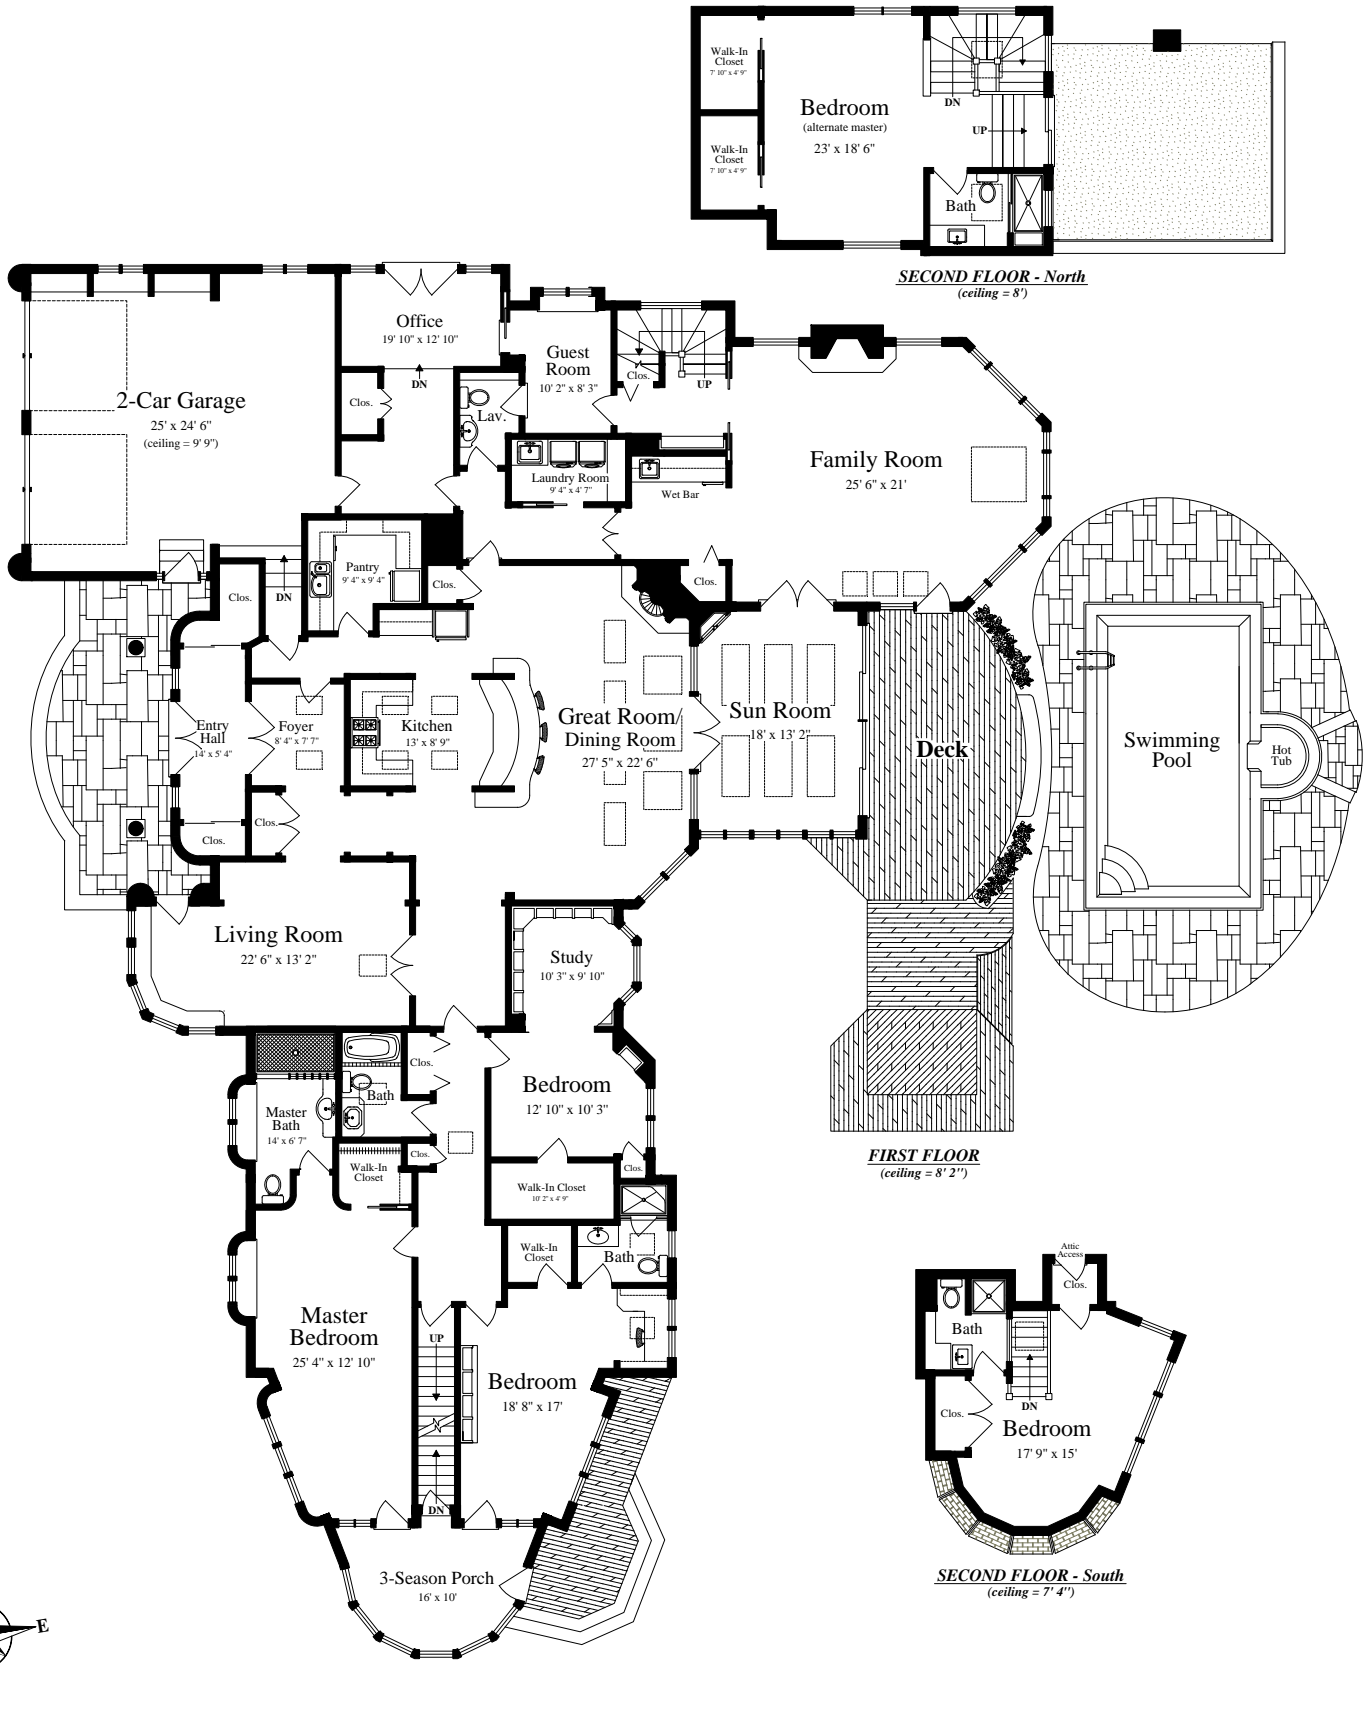 Walk-In
Closet
7' 10" x 4' 9"
Bedroom
(alternate master)
23' x 18' 6"
DN
UP
Walk-In
Closet
7' 10" x 4' 9"
Bath
SECOND FLOOR - North
(ceiling = 8')
Office
19' 10" x 12' 10"
DN
Guest
Room
10' 2" x 8' 3"
Clos.
UP
2-Car Garage
25' x 24' 6"
(ceiling = 9' 9")
Clos.
Lav.
Family Room
25' 6" x 21'
Laundry Room
9' 4" x 4' 7"
Wet Bar
Pantry
9' 4" x 9' 4"
Clos.
Clos.
Clos.
DN
Entry
Hall
14' x 5' 4"
Foyer
8' 4" x 7' 7"
Kitchen
13' x 8' 9"
Great Room/
Dining Room
27' 5" x 22' 6"
Sun Room
18' x 13' 2"
Deck
Swimming
Pool
Hot
Tub
Clos.
Clos.
Living Room
22' 6" x 13' 2"
Study
10' 3" x 9' 10"
Clos.
Bath
Bedroom
12' 10" x 10' 3"
Master
Bath
14' x 6' 7"
Clos.
Walk-In
Closet
Clos.
Walk-In Closet
10' 2" x 4' 9"
FIRST FLOOR
(ceiling = 8' 2")
Walk-In
Closet
Bath
Master
Bedroom
25' 4" x 12' 10"
UP
Bedroom
18' 8" x 17'
DN
Attic
Access
Clos.
Bath
Clos.
DN
Bedroom
17' 9" x 15'
3-Season Porch
16' x 10'
SECOND FLOOR - South
(ceiling = 7' 4")
E